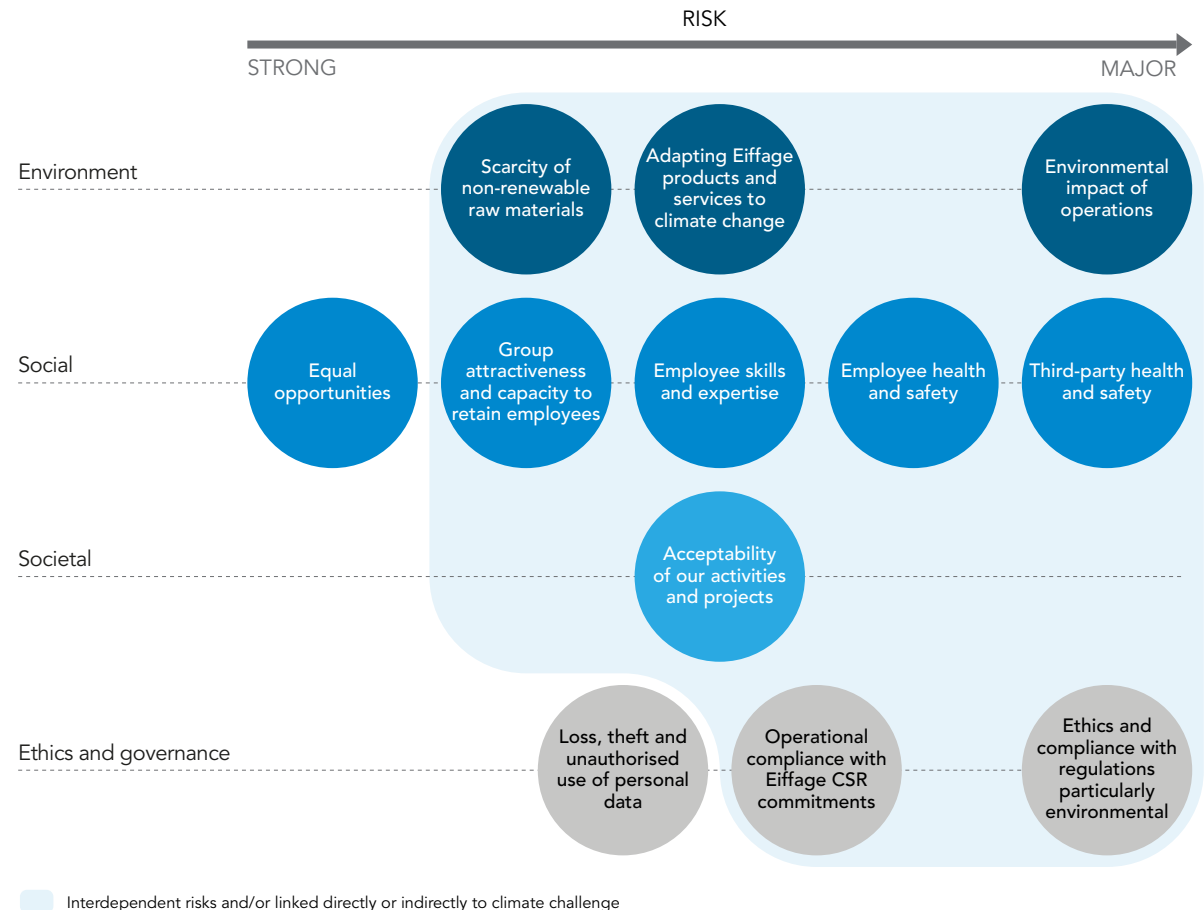 RISK
STRONG
MAJOR
Environment
Scarcity of
non-renewable
raw materials
Adapting Eiffage
products and
services to
climate change
Environmental
impact of
operations
Social
Equal
opportunities
Group
attractiveness
and capacity to
retain employees
Employee skills
and expertise
Employee health
and safety
Third-party health
and safety
Societal
Acceptability
of our activities
and projects
Ethics and governance
Loss, theft and
unauthorised
use of personal
data
Operational
compliance with
Eiffage CSR
commitments
Ethics and
compliance with
regulations
particularly
environmental
Interdependent risks and/or linked directly or indirectly to climate challenge